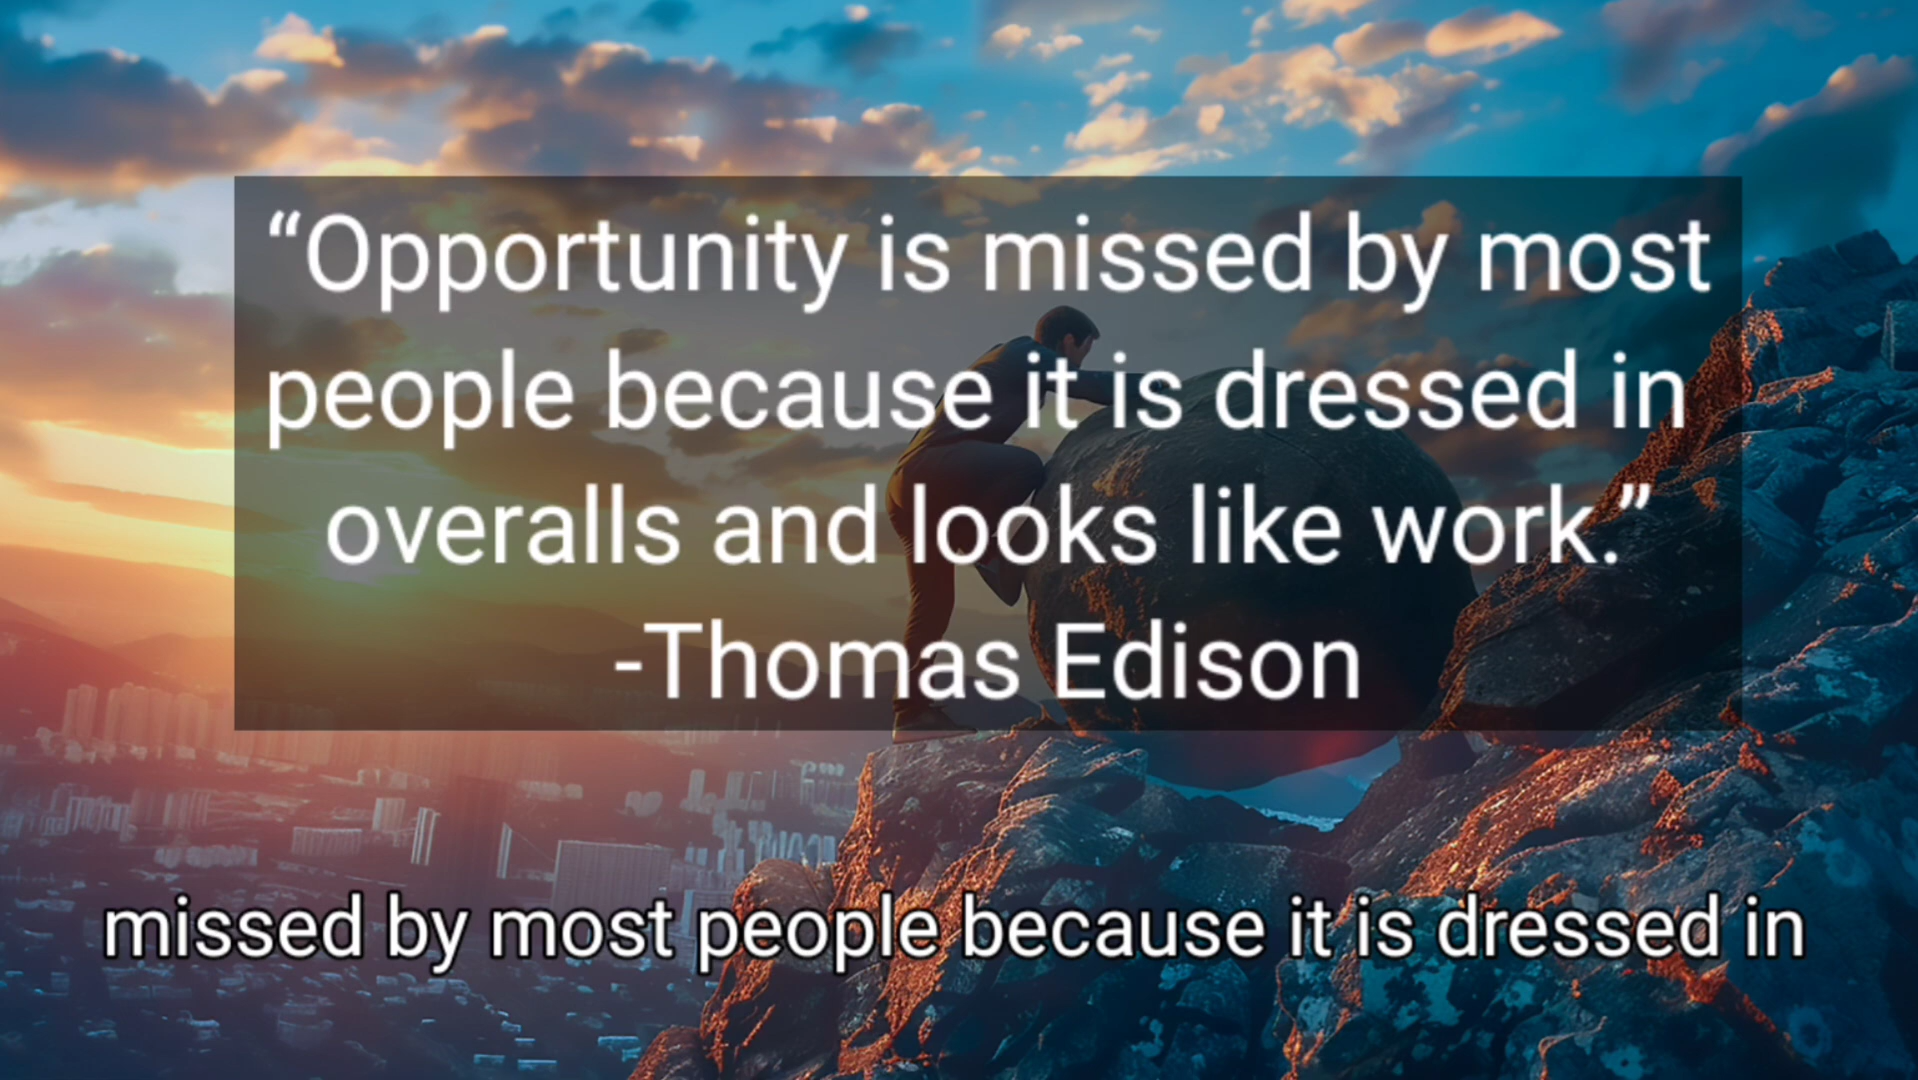 “Opportunity is missed by most
people because it is dressed in
overalls and looks like work.”
-Thomas Edison
missed by most people because it is dressed in